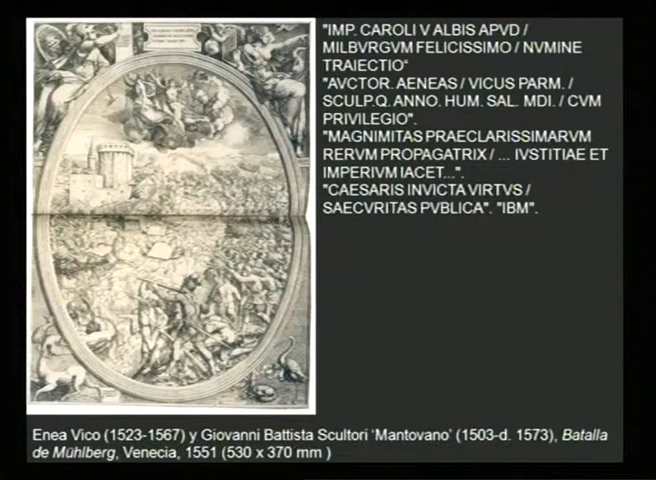 "IMP. CAROLI V ALBIS APVD /
MILBVRGVM FELICISSIMO / NVMINE
TRAIECTIO“
"AVCTOR. AENEAS / VICUS PARM. /
SCULP.Q. ANNO. HUM. SAL. MDI. / CVM
PRIVILEGIO".
"MAGNIMITAS PRAECLARISSIMARVM
RERVM PROPAGATRIX / ... IVSTITIAE ET
IMPERIVM IACET...".
"CAESARIS INVICTA VIRTVS /
SAECVRITAS PVBLICA". "IBM".
Enea Vico (1523-1567) y Giovanni Battista Scultori ‘Mantovano’ (1503-d. 1573), Batalla
de Mühlberg, Venecia, 1551 (530 x 370 mm )